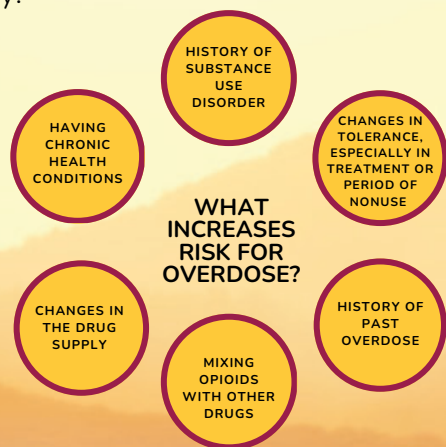 y?
HISTORY OF
SUBSTANCE
USE
DISORDER
CHANGES IN
TOLERANCE,
ESPECIALLY IN
TREATMENT OR
PERIOD OF
NONUSE
HAVING
CHRONIC
HEALTH
CONDITIONS
WHAT
INCREASES
RISK FOR
OVERDOSE?
CHANGES IN
THE DRUG
SUPPLY
HISTORY OF
PAST
OVERDOSE
MIXING
OPIOIDS
WITH OTHER
DRUGS